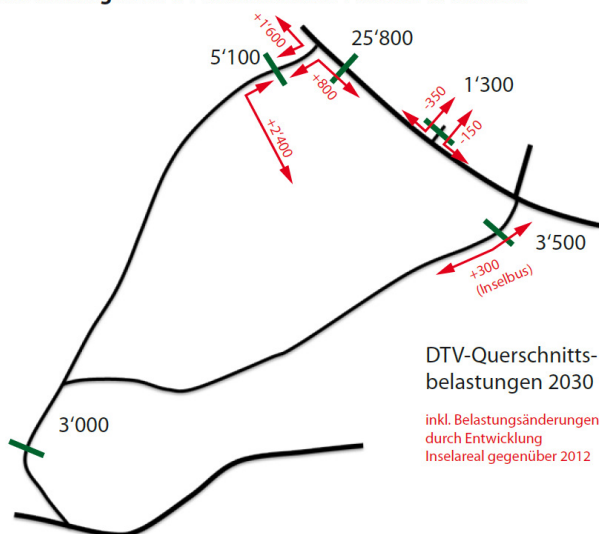 +1'600
25'800
5'100
+800
1'300
-350
-150
+2'400
3'500
+300
(Inselbus)
DTV-Querschnitts-
belastungen 2030
3'000
inkl. Belastungsänderungen
durch Entwicklung
Inselareal gegenüber 2012